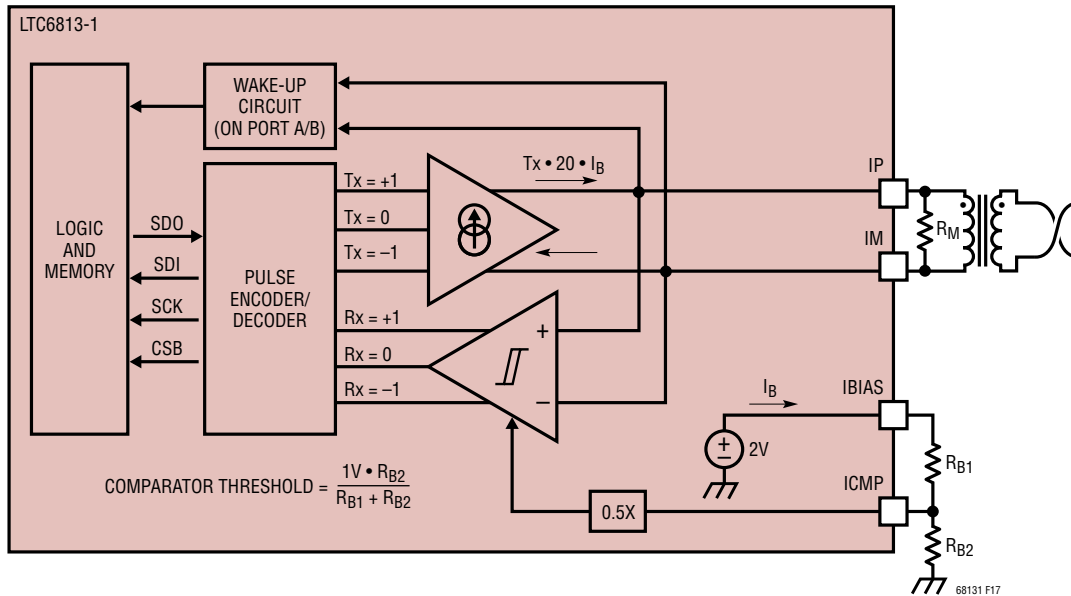 LTC6813-1
WAKE-UP
CIRCUIT
(ON PORT A/B)
LOGIC
AND
MEMORY
SDO
SDI
SCK
CSB
PULSE
ENCODER/
DECODER
Tx = +1
Tx = 0
Tx = –1
Rx = +1
Rx = 0
Rx = –1
Tx • 20 • IB
+
–
IP
IM
RM
IB
IBIAS
+
–
2V
ICMP
0.5X
RB1
RB2
COMPARATOR THRESHOLD = 1V • RB2
RB1 + RB2
68131 F17